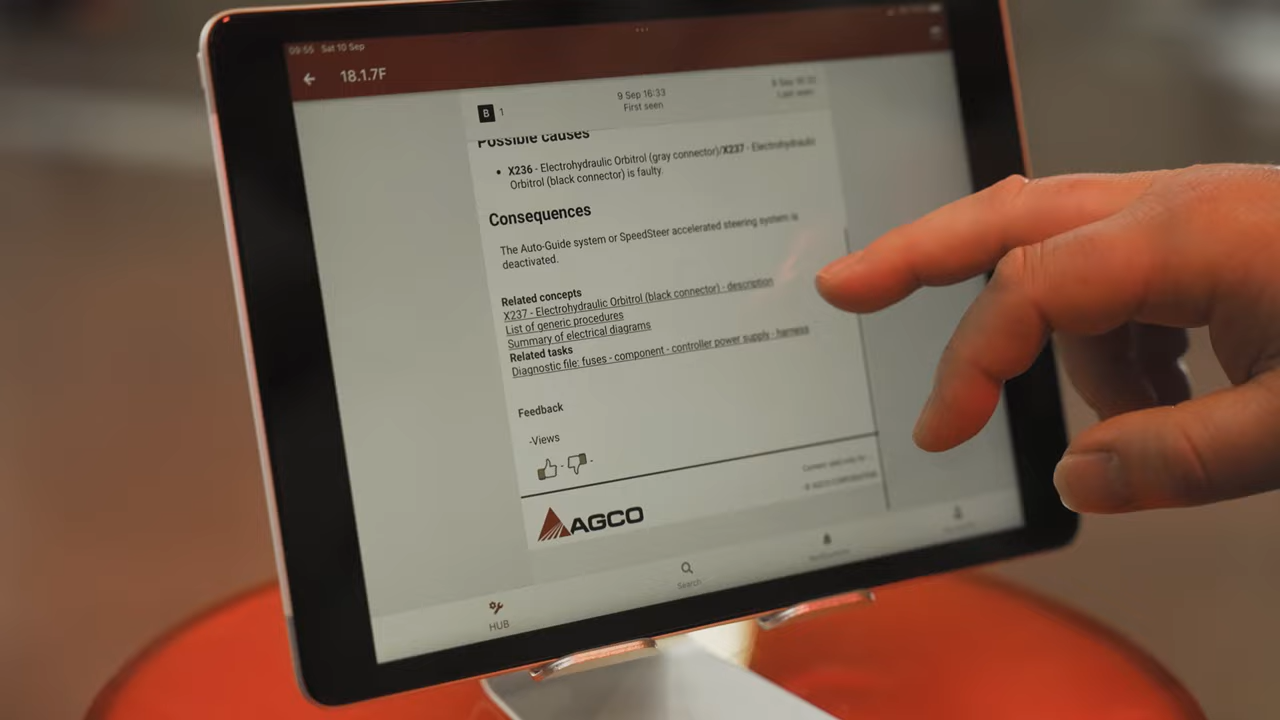 09:55 Sat 10 Sep
18.1.7F
B 1
9 Sep 16:33
First seen
Possible causes
• X236 - Electrohydraulic Orbitrol (gray connector)/X237 - Electrohydraulic
Orbitrol (black connector) is faulty.
Consequences
The Auto-Guide system or SpeedSteer accelerated steering system is
deactivated.
Related concepts
X237 - Electrohydraulic Orbitrol (black connector) - description
List of generic procedures
Summary of electrical diagrams
Related tasks
Diagnostic file: fuses - component - controller power supply - harness
Feedback
-Views
- -
AGCO
HUB
Search